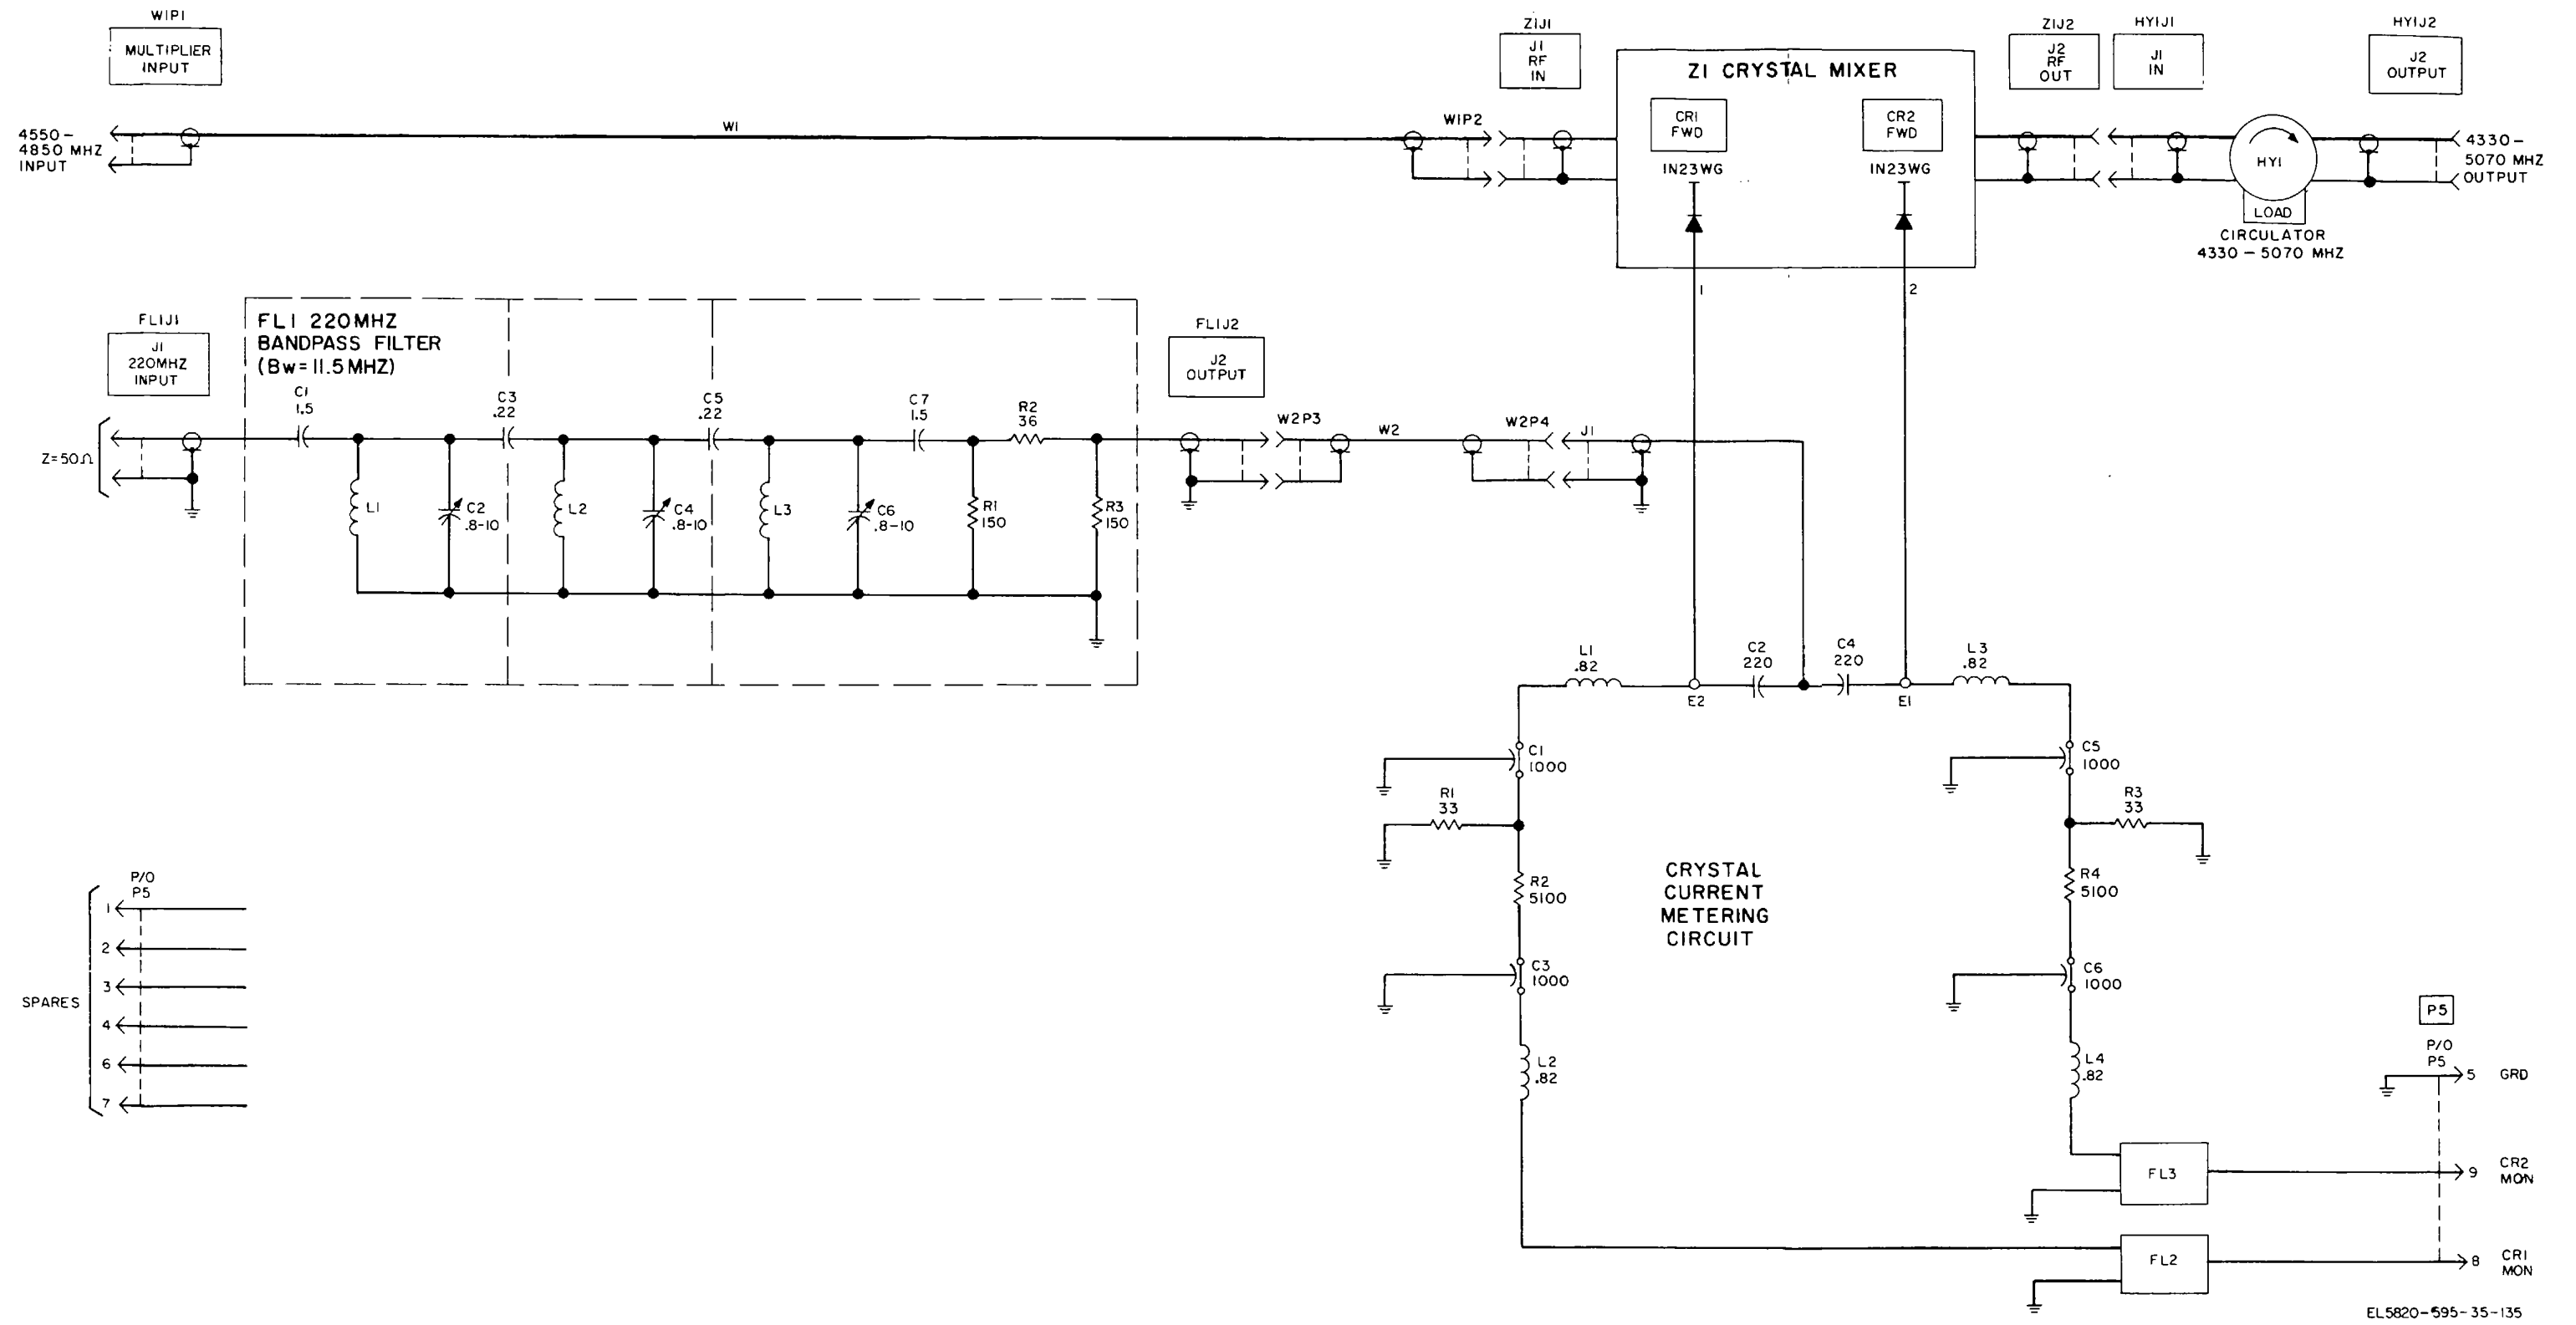 W1P1
MULTIPLIER
INPUT
4550-
4850 MHZ
INPUT
W1
W1P2
Z1J1
J1
RF
IN
Z1 CRYSTAL MIXER
CR1
FWD
IN23WG
CR2
FWD
IN23WG
1
2
Z1J2
J2
RF
OUT
HY1J1
J1
IN
HY1
LOAD
CIRCULATOR
4330 - 5070 MHZ
HY1J2
J2
OUTPUT
4330-
5070 MHZ
OUTPUT
FL1J1
J1
220MHZ
INPUT
Z=50Ω
FL1 220MHZ
BANDPASS FILTER
(Bw=11.5MHZ)
C1
1.5
C3
.22
C5
.22
C7
1.5
R2
36
L1
C2
.8-10
L2
C4
.8-10
L3
C6
.8-10
R1
150
R3
150
FL1J2
J2
OUTPUT
W2P3
W2
W2P4
J1
L1
.82
E2
C2
220
C4
220
E1
L3
.82
C1
1000
C5
1000
R1
33
R3
33
R2
5100
R4
5100
CRYSTAL
CURRENT
METERING
CIRCUIT
C3
1000
C6
1000
L2
.82
L4
.82
FL3
FL2
P/O
P5
SPARES
1
2
3
4
6
7
P5
P/O
P5
5 GRD
9 CR2
MON
8 CR1
MON
EL5820-595-35-135